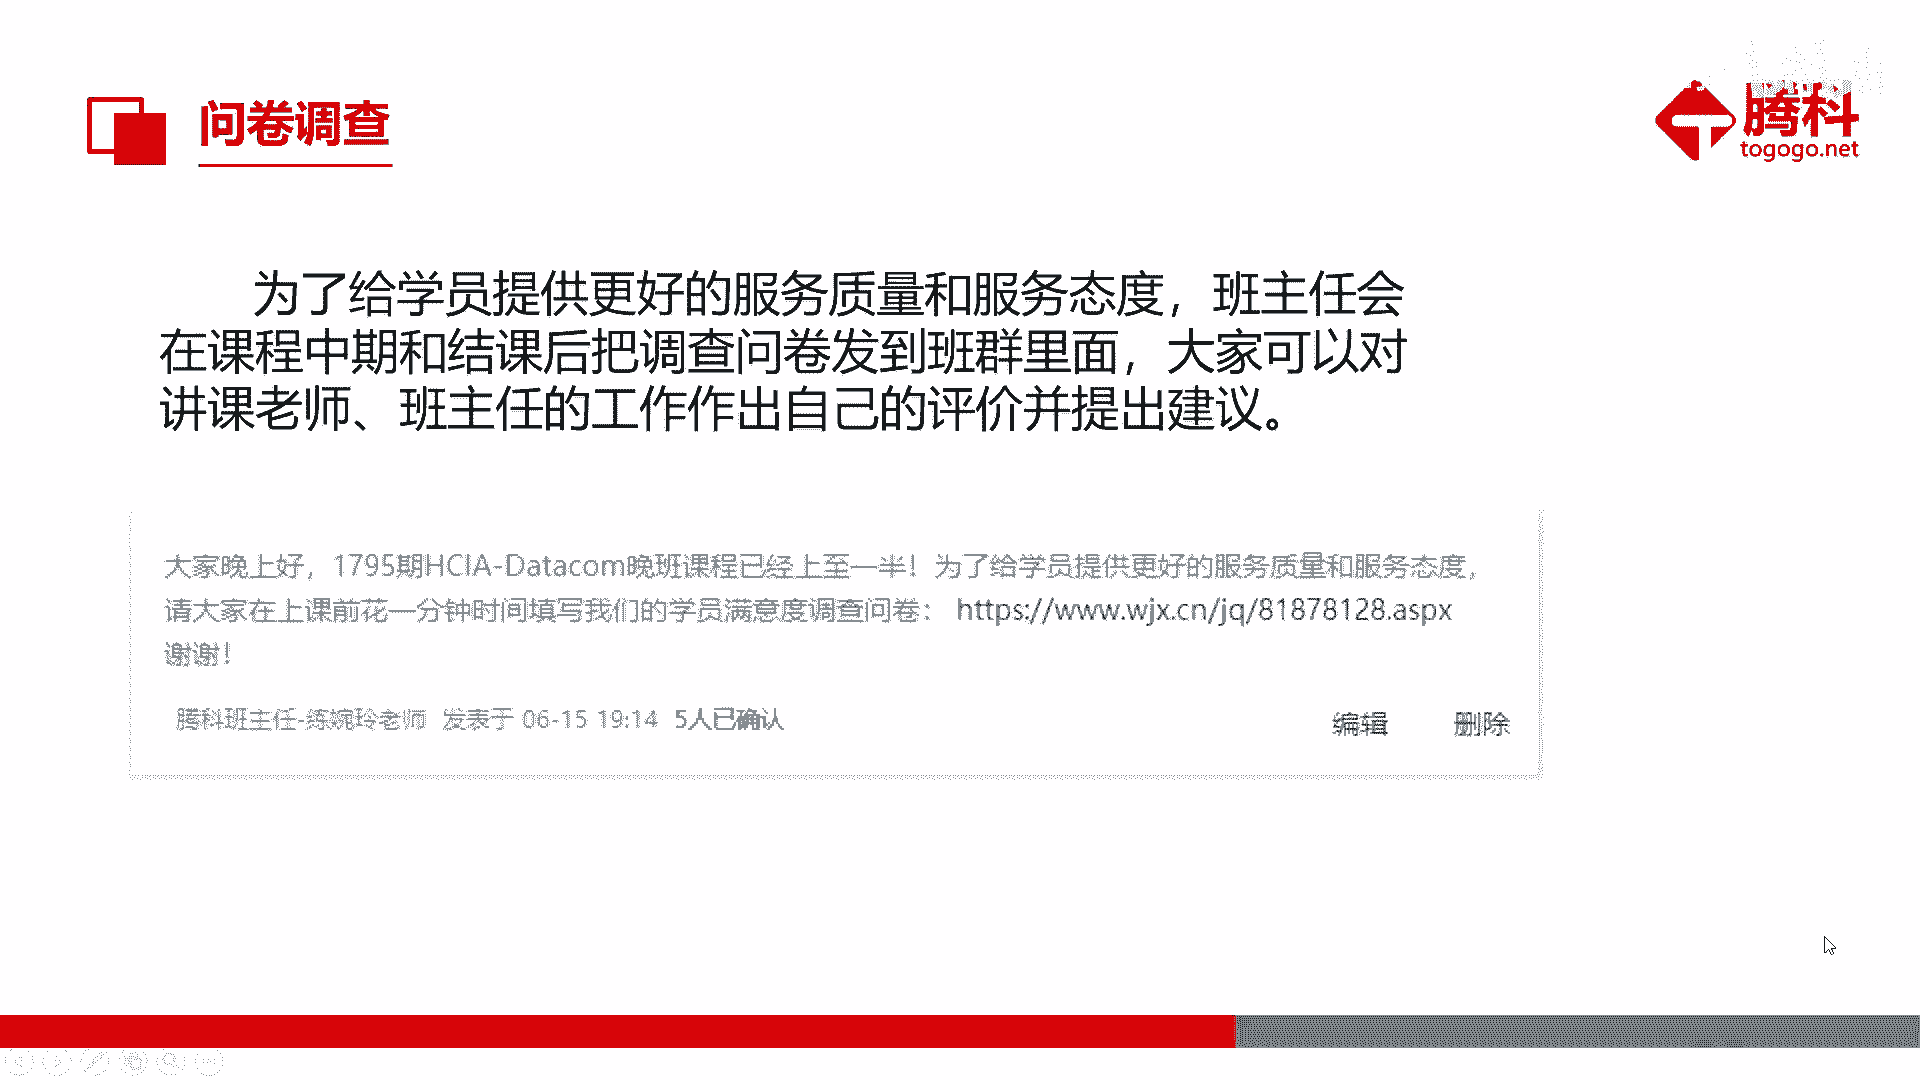 问卷调查
腾科
togogo.net
为了给学员提供更好的服务质量和服务态度，班主任会
在课程中期和结课后把调查问卷发到班群里面，大家可以对
讲课老师、班主任的工作作出自己的评价并提出建议。
大家晚上好，1795期HCIA-Datacom晚班课程已经上至一半！为了给学员提供更好的服务质量和服务态度，
请大家在上课前花一分钟时间填写我们的学员满意度调查问卷： https://www.wjx.cn/jq/81878128.aspx
谢谢！
腾科班主任-练婉玲老师 发表于 06-15 19:14 5人已确认
编辑 删除